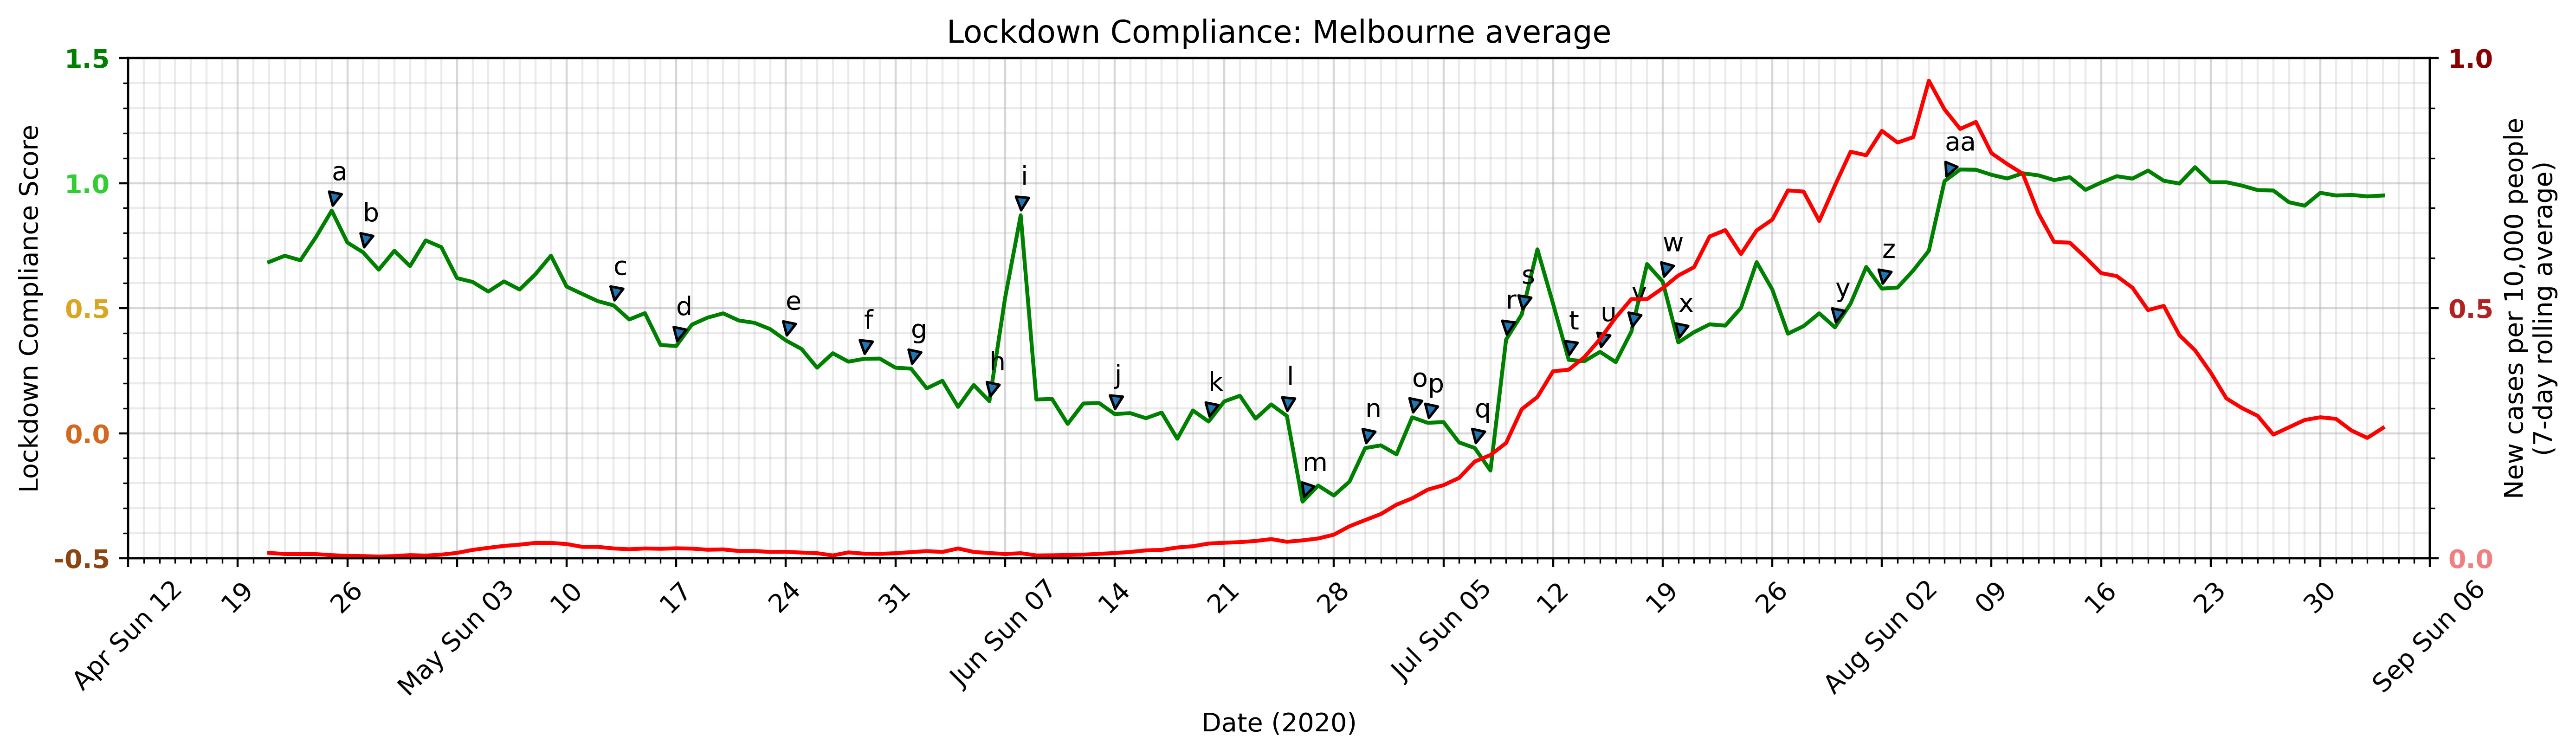 Lockdown Compliance: Melbourne average
1.5
1.0
0.5
0.0
-0.5
Lockdown Compliance Score
a
b
c
d
e
f
g
h
i
j
k
l
m
n
o
p
q
r
s
t
u
v
w
x
y
z
aa
1.0
0.5
0.0
New cases per 10,000 people
(7-day rolling average)
Apr Sun 12
19
26
May Sun 03
10
17
24
31
Jun Sun 07
14
21
28
Jul Sun 05
12
19
26
Aug Sun 02
09
16
23
30
Sep Sun 06
Date (2020)